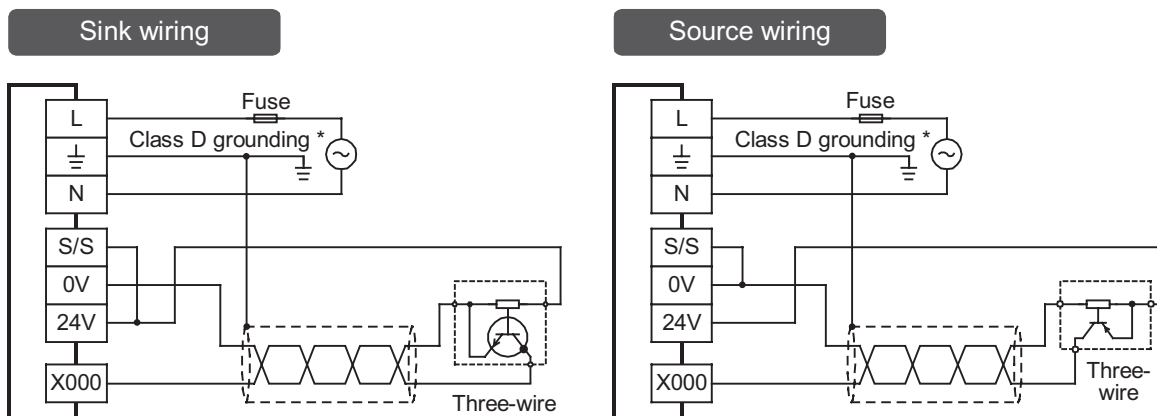 Sink wiring
L
Fuse
Class D grounding *
N
S/S
0V
24V
X000
Three-wire
Source wiring
L
Fuse
Class D grounding *
N
S/S
0V
24V
X000
Three-
wire